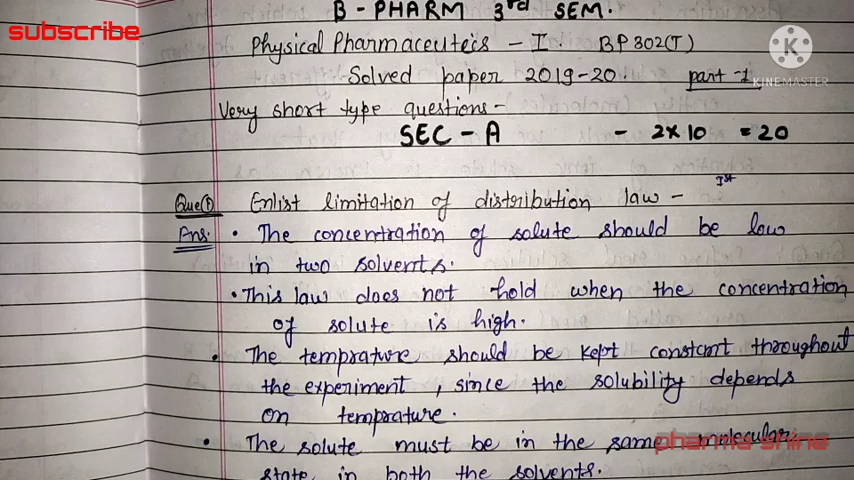 subscribe
B - PHARM 3rd SEM.
Physical Pharmaceutics - I. BP302(T)
K
KINEMASTER
Solved paper 2019-20. part-1
Very short type questions-
SEC - A - 2x10 = 20
Que(1) Enlist limitation of distribution law - Ist
Ans. • The concentration of solute should be low
in two solvents.
• This law does not hold when the concentration
of solute is high.
• The temprature should be kept constant throughout
the experiment, since the solubility depends
on temprature.
• The solute must be in the same molecular
pharma shine
state in both the solvents.